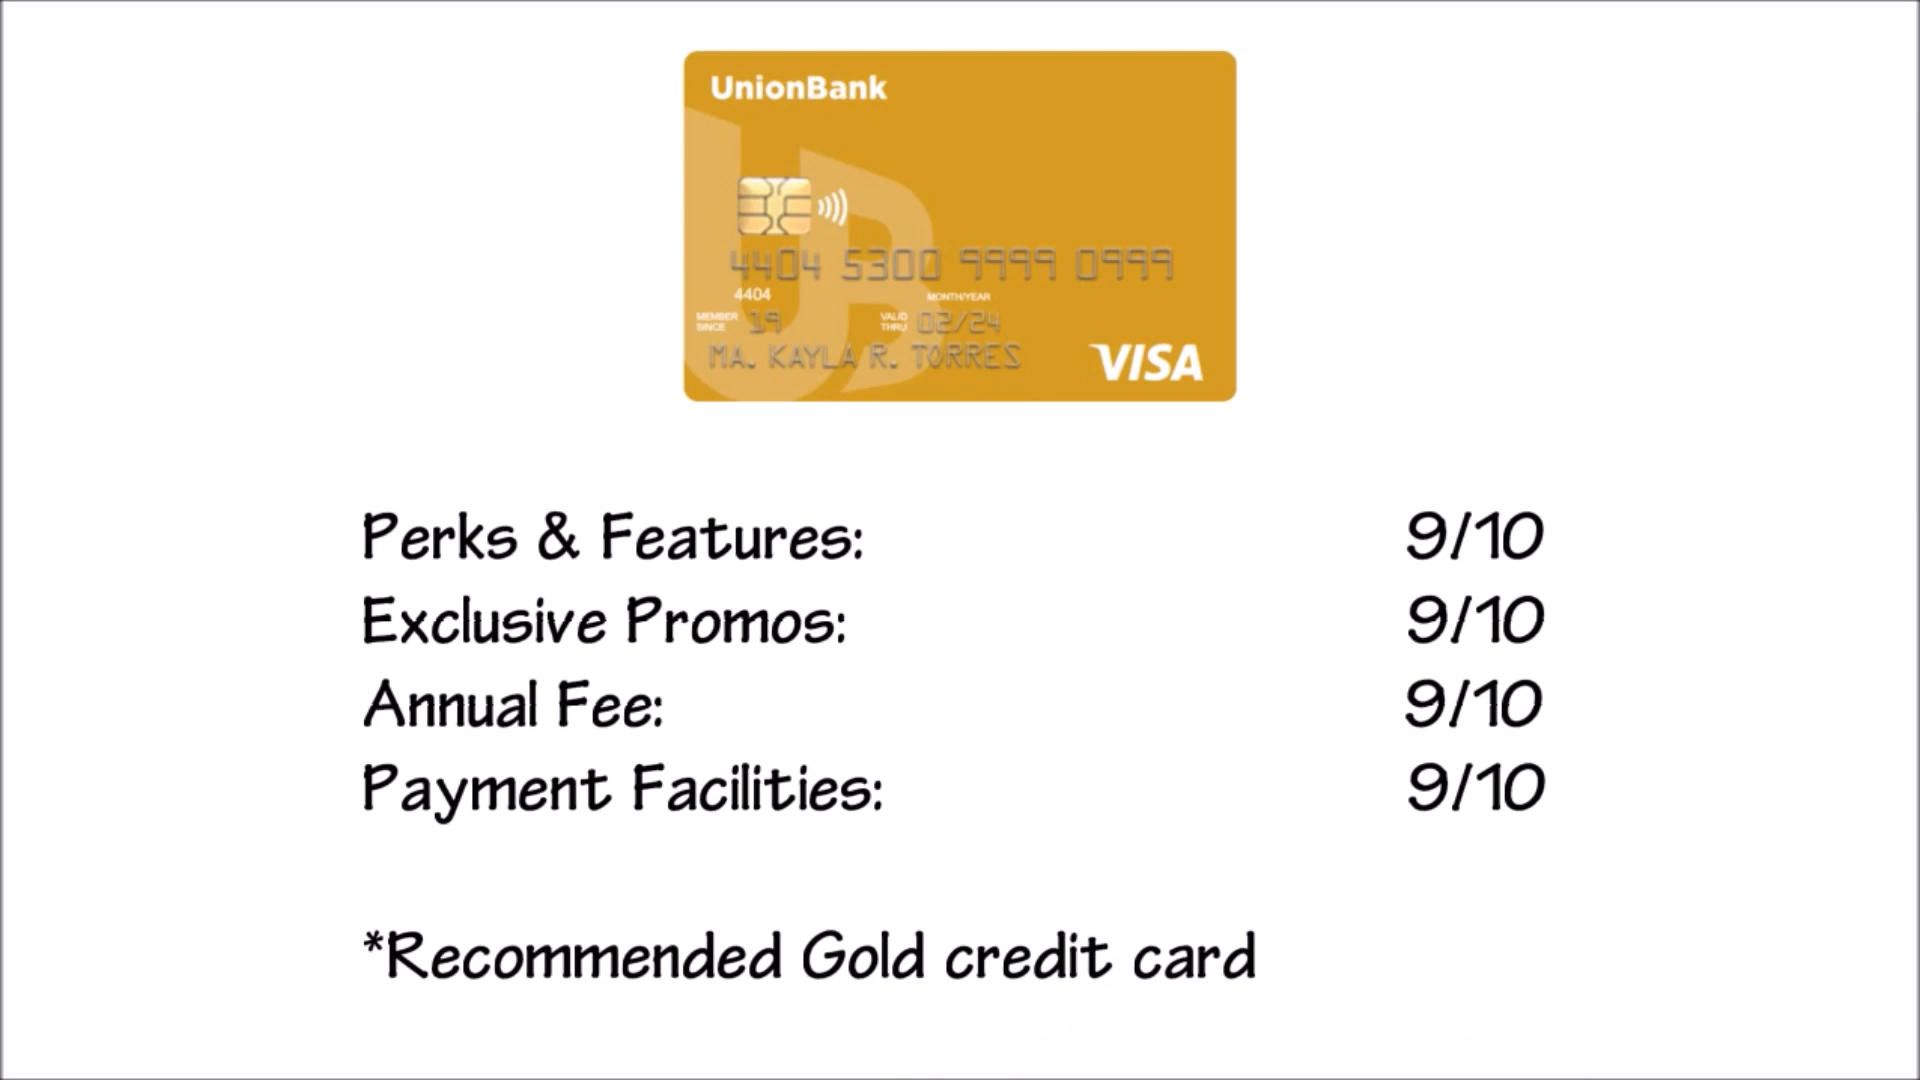 UnionBank
4404 5300 9999 0999
4404 MONTH/YEAR
MEMBER SINCE 19 VALID THRU 02/24
MA. KAYLA R. TORRES
VISA
Perks & Features: 9/10
Exclusive Promos: 9/10
Annual Fee: 9/10
Payment Facilities: 9/10
*Recommended Gold credit card